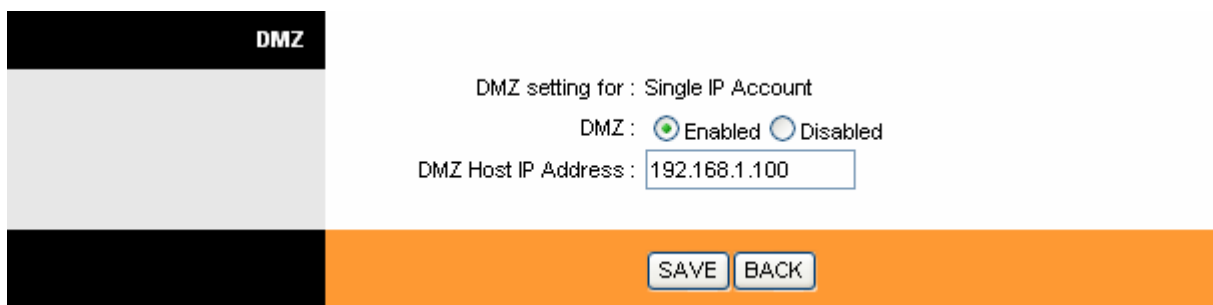 DMZ
DMZ setting for : Single IP Account
DMZ : Enabled Disabled
DMZ Host IP Address : 192.168.1.100
SAVE BACK